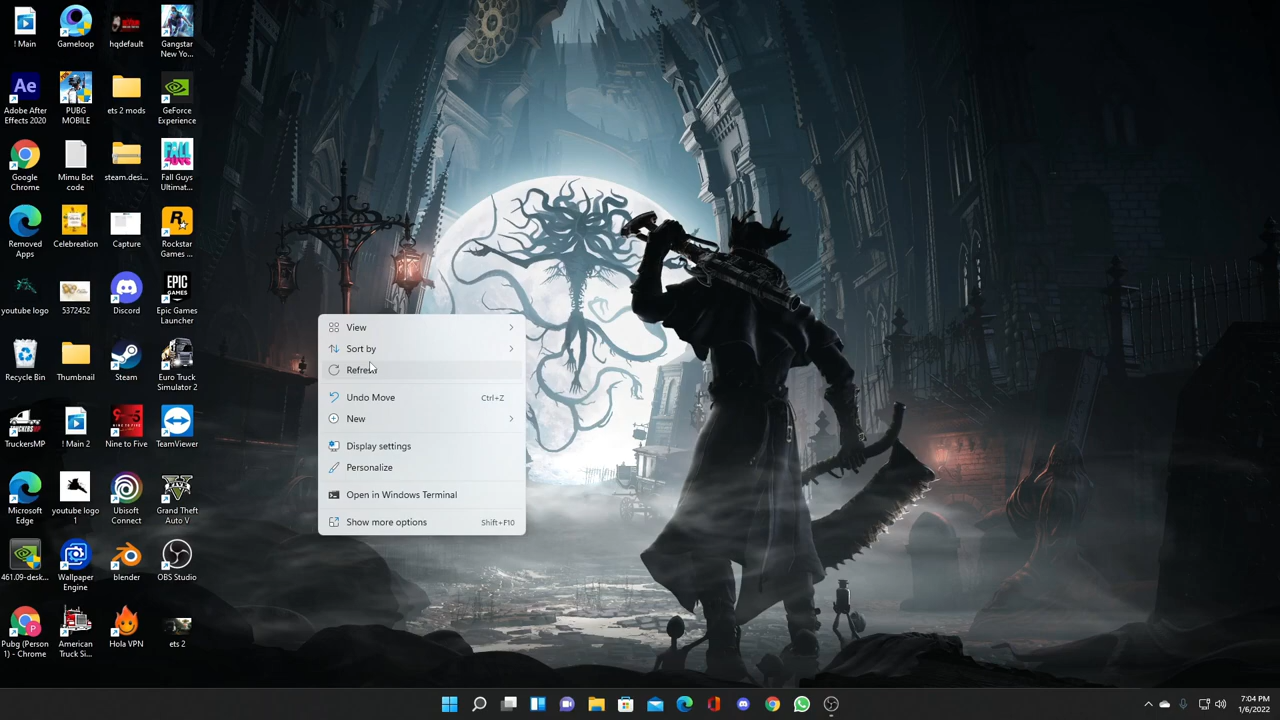 ! Main
Gameloop
hqdefault
Gangstar
New Yo...
Adobe After
Effects 2020
PUBG
MOBILE
ets 2 mods
GeForce
Experience
Google
Chrome
Mimu Bot
code
steam.desi...
Fall Guys
Ultimat...
Removed
Apps
Celebreation
Capture
Rockstar
Games ...
youtube logo
5372452
Discord
Epic Games
Launcher
Recycle Bin
Thumbnail
Steam
Euro Truck
Simulator 2
TruckersMP
! Main 2
Nine to Five
TeamViewer
Microsoft
Edge
youtube logo
1
Ubisoft
Connect
Grand Theft
Auto V
461.09-desk...
Wallpaper
Engine
blender
OBS Studio
Pubg (Person
1) - Chrome
American
Truck Si...
Hola VPN
ets 2
View
Sort by
Refresh
Undo Move Ctrl+Z
New
Display settings
Personalize
Open in Windows Terminal
Show more options Shift+F10
7:04 PM
1/6/2022